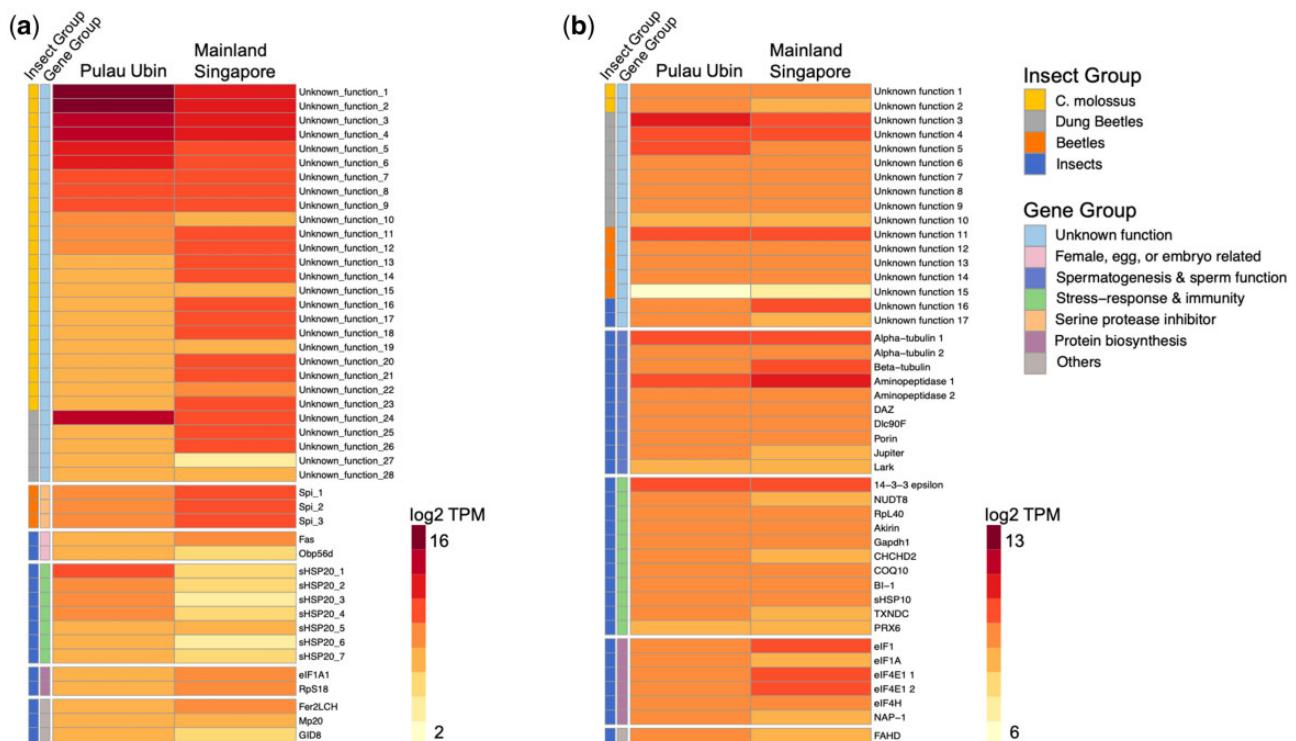 (a)
Insect Group
Gene Group
Pulau Ubin
Mainland
Singapore
Unknown_function_1
Unknown_function_2
Unknown_function_3
Unknown_function_4
Unknown_function_5
Unknown_function_6
Unknown_function_7
Unknown_function_8
Unknown_function_9
Unknown_function_10
Unknown_function_11
Unknown_function_12
Unknown_function_13
Unknown_function_14
Unknown_function_15
Unknown_function_16
Unknown_function_17
Unknown_function_18
Unknown_function_19
Unknown_function_20
Unknown_function_21
Unknown_function_22
Unknown_function_23
Unknown_function_24
Unknown_function_25
Unknown_function_26
Unknown_function_27
Unknown_function_28
Spi_1
Spi_2
Spi_3
Fas
Obp56d
sHSP20_1
sHSP20_2
sHSP20_3
sHSP20_4
sHSP20_5
sHSP20_6
sHSP20_7
eIF1A1
RpS18
Fer2LCH
Mp20
GID8
log2 TPM
16
2
(b)
Insect Group
Gene Group
Pulau Ubin
Mainland
Singapore
Unknown function 1
Unknown function 2
Unknown function 3
Unknown function 4
Unknown function 5
Unknown function 6
Unknown function 7
Unknown function 8
Unknown function 9
Unknown function 10
Unknown function 11
Unknown function 12
Unknown function 13
Unknown function 14
Unknown function 15
Unknown function 16
Unknown function 17
Alpha-tubulin 1
Alpha-tubulin 2
Beta-tubulin
Aminopeptidase 1
Aminopeptidase 2
DAZ
Dlc90F
Porin
Jupiter
Lark
14-3-3 epsilon
NUDT8
RpL40
Akirin
Gapdh1
CHCHD2
COQ10
BI-1
sHSP10
TXNDC
PRX6
eIF1
eIF1A
eIF4E1 1
eIF4E1 2
eIF4H
NAP-1
FAHD
log2 TPM
13
6
Insect Group
C. molossus
Dung Beetles
Beetles
Insects
Gene Group
Unknown function
Female, egg, or embryo related
Spermatogenesis & sperm function
Stress-response & immunity
Serine protease inhibitor
Protein biosynthesis
Others